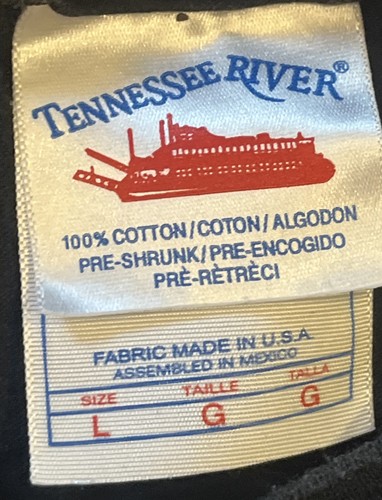 TENNESSEE RIVER®
100% COTTON/COTON/ALGODON
PRE-SHRUNK/PRE-ENCOGIDO
PRÈ-RÈTRÈCI
FABRIC MADE IN U.S.A.
ASSEMBLED IN MEXICO
SIZE TAILLE TALLA
L G G